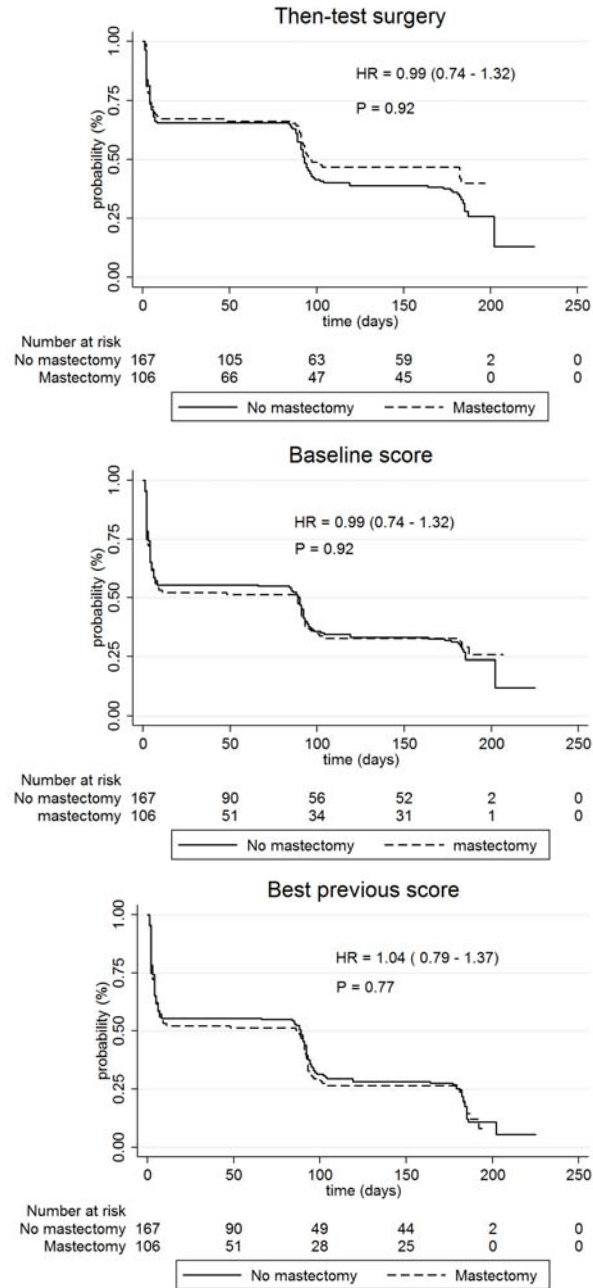 Then-test surgery
1.00
0.75
0.50
0.25
0.00
probability (%)
HR = 0.99 (0.74 - 1.32)
P = 0.92
0 50 100 150 200 250
time (days)
Number at risk
No mastectomy 167 105 63 59 2 0
Mastectomy 106 66 47 45 0 0
No mastectomy Mastectomy
Baseline score
1.00
0.75
0.50
0.25
0.00
probability (%)
HR = 0.99 (0.74 - 1.32)
P = 0.92
0 50 100 150 200 250
time (days)
Number at risk
No mastectomy 167 90 56 52 2 0
mastectomy 106 51 34 31 1 0
No mastectomy mastectomy
Best previous score
1.00
0.75
0.50
0.25
0.00
probability (%)
HR = 1.04 ( 0.79 - 1.37)
P = 0.77
0 50 100 150 200 250
time (days)
Number at risk
No mastectomy 167 90 49 44 2 0
Mastectomy 106 51 28 25 0 0
No mastectomy Mastectomy